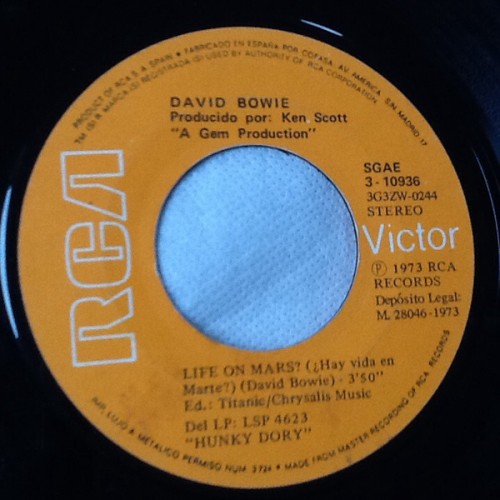 PRODUCT OF RCA S. A. SPAIN • FABRICADO EN ESPAÑA POR COFASA, AV. AMERICA, S/N, MADRID-17
TM (S) R MARCA (S) REGISTRADA (S) USED BY AUTHORITY OF RCA CORPORATION
DAVID BOWIE
Producido por: Ken Scott
"A Gem Production"
RCA
SGAE
3 - 10936
3G3ZW-0244
STEREO
Victor
Ⓟ 1973 RCA
RECORDS
Depósito Legal:
M. 28046-1973
LIFE ON MARS? (¿Hay vida en
Marte?) (David Bowie) - 3'50"
Ed.: Titanic/Chrysalis Music
Del LP: LSP 4623
"HUNKY DORY"
IMP. LUJO A METALICO PERMISO NUM. 3724 • MADE FROM MASTER RECORDING OF RCA RECORDS